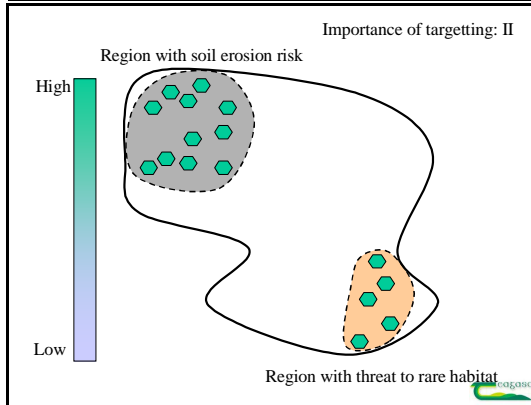 Importance of targetting: II
Region with soil erosion risk
High
Low
Region with threat to rare habitat